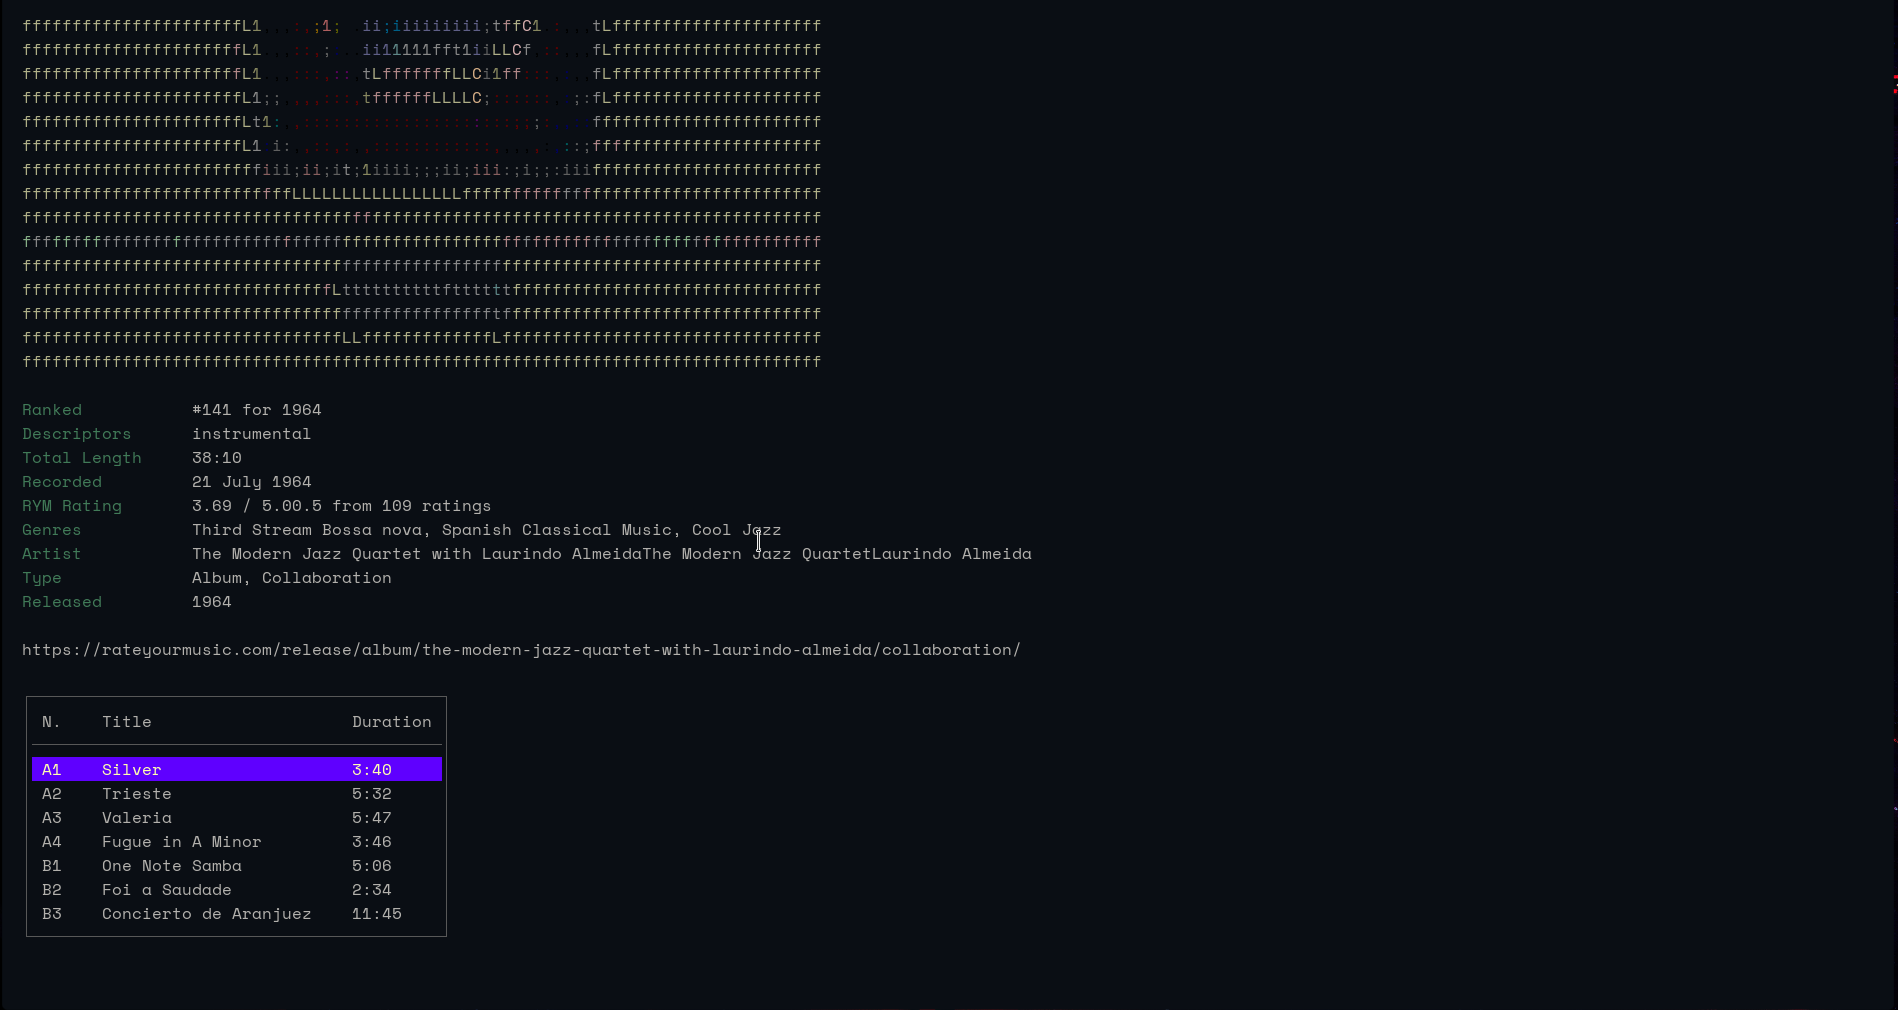 Ranked #141 for 1964
Descriptors instrumental
Total Length 38:10
Recorded 21 July 1964
RYM Rating 3.69 / 5.00.5 from 109 ratings
Genres Third Stream Bossa nova, Spanish Classical Music, Cool Jazz
Artist The Modern Jazz Quartet with Laurindo AlmeidaThe Modern Jazz QuartetLaurindo Almeida
Type Album, Collaboration
Released 1964
https://rateyourmusic.com/release/album/the-modern-jazz-quartet-with-laurindo-almeida/collaboration/
N. Title Duration
A1 Silver 3:40
A2 Trieste 5:32
A3 Valeria 5:47
A4 Fugue in A Minor 3:46
B1 One Note Samba 5:06
B2 Foi a Saudade 2:34
B3 Concierto de Aranjuez 11:45